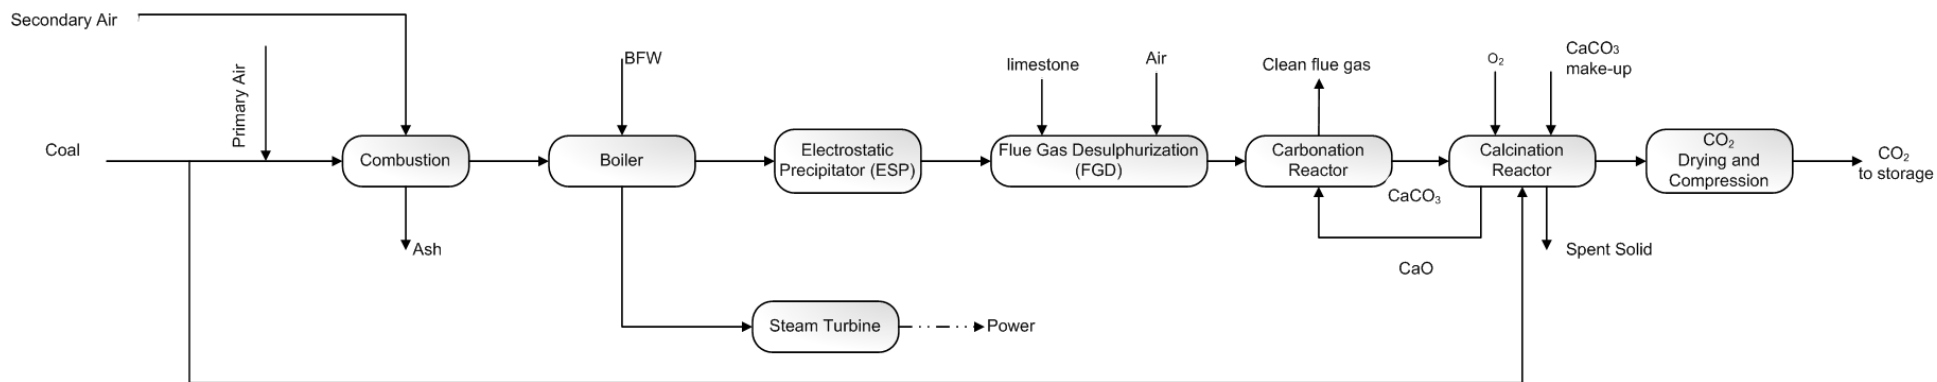 Secondary Air
Primary Air
Coal
Combustion
Ash
BFW
Boiler
Electrostatic
Precipitator (ESP)
Steam Turbine
Power
limestone
Air
Flue Gas Desulphurization
(FGD)
Clean flue gas
Carbonation
Reactor
CaCO₃
CaO
O₂
CaCO₃
make-up
Calcination
Reactor
Spent Solid
CO₂
Drying and
Compression
CO₂
to storage